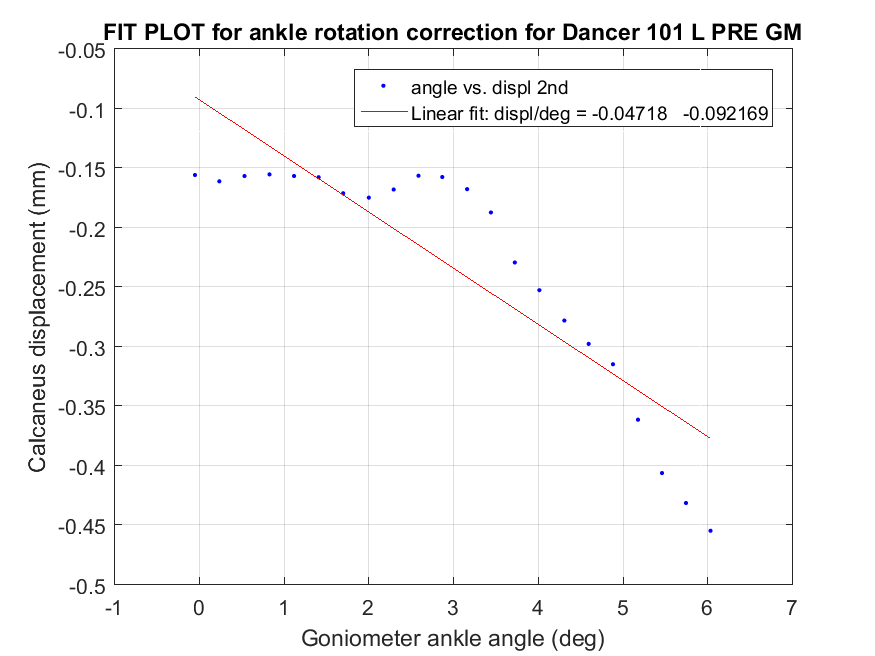 FIT PLOT for ankle rotation correction for Dancer 101 L PRE GM
-0.05
-0.1
-0.15
-0.2
-0.25
-0.3
-0.35
-0.4
-0.45
-0.5
Calcaneus displacement (mm)
angle vs. displ 2nd
Linear fit: displ/deg = -0.04718 -0.092169
-1 0 1 2 3 4 5 6 7
Goniometer ankle angle (deg)